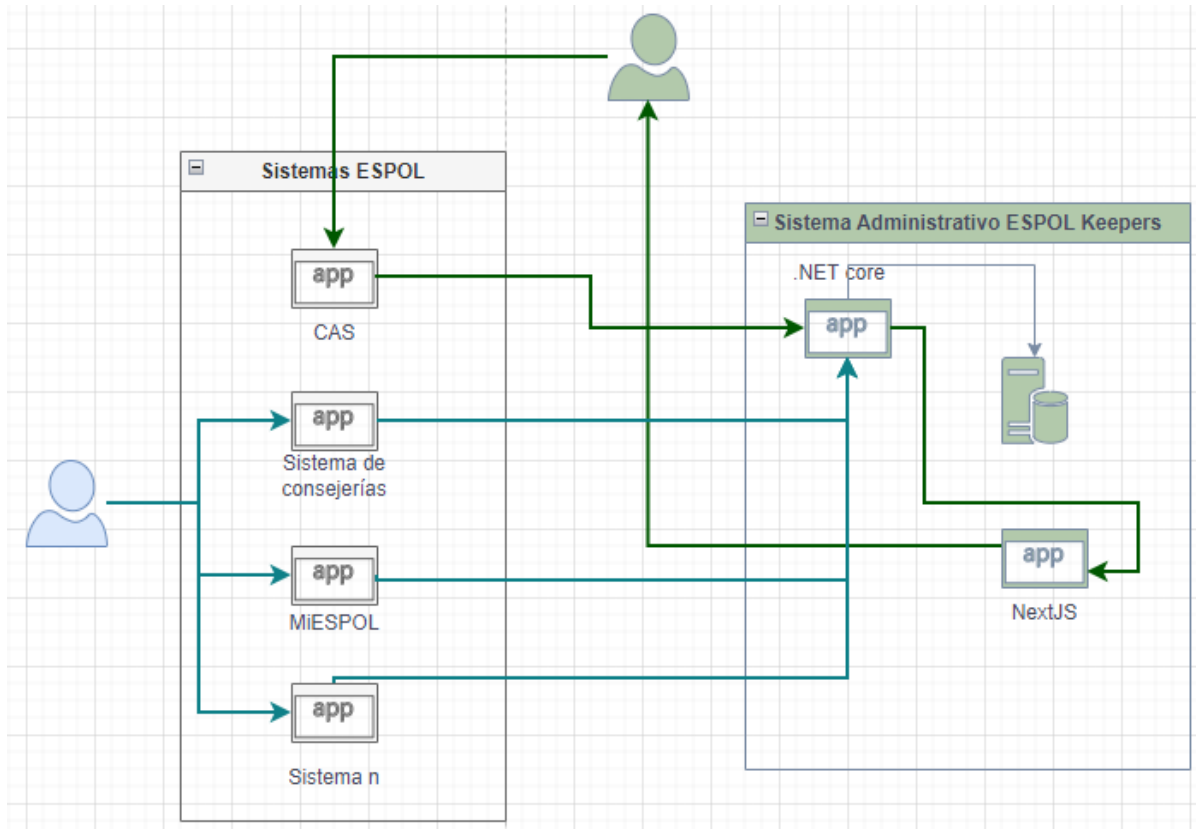 Sistemas ESPOL
app
CAS
app
Sistema de
consejerías
app
MiESPOL
app
Sistema n
Sistema Administrativo ESPOL Keepers
.NET core
app
app
NextJS